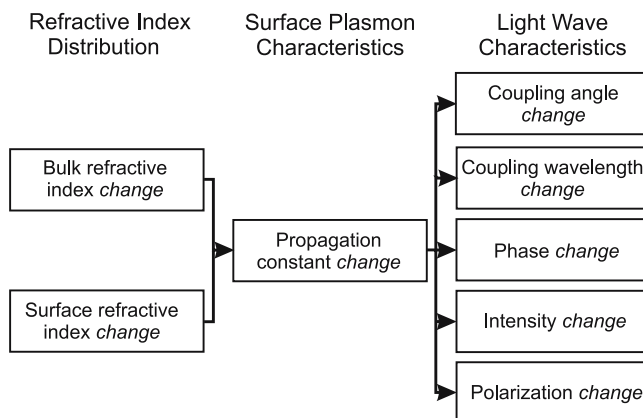 Refractive Index
Distribution
Surface Plasmon
Characteristics
Light Wave
Characteristics
Bulk refractive
index change
Surface refractive
index change
Propagation
constant change
Coupling angle
change
Coupling wavelength
change
Phase change
Intensity change
Polarization change